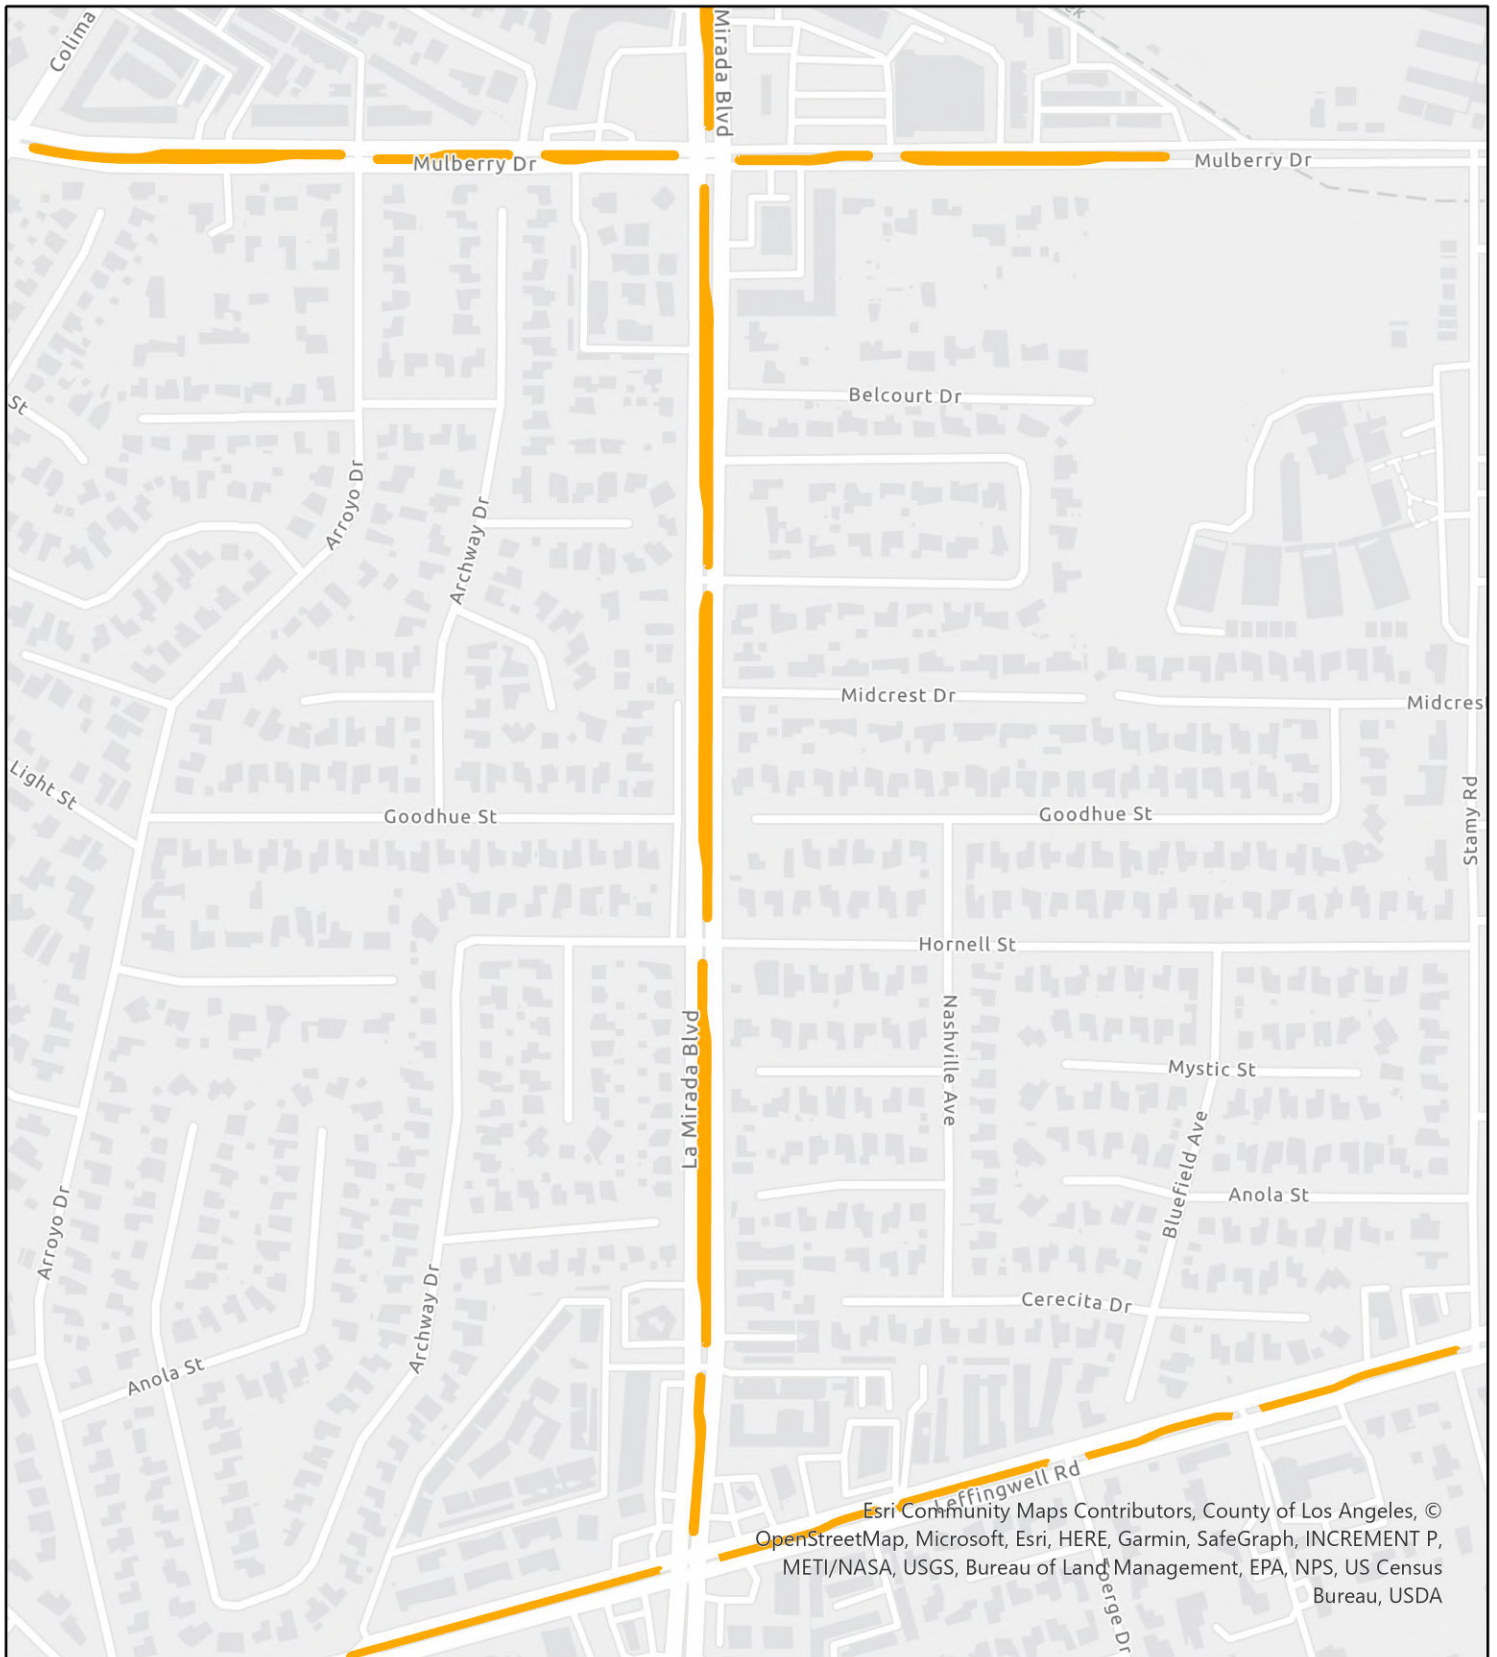 Colima
Mirada Blvd
Mulberry Dr
Mulberry Dr
Belcourt Dr
St
Arroyo Dr
Archway Dr
Midcrest Dr
Midcrest
Light St
Goodhue St
Goodhue St
Stamy Rd
Hornell St
Nashville Ave
La Mirada Blvd
Mystic St
Bluefield Ave
Anola St
Arroyo Dr
Archway Dr
Cerecita Dr
Anola St
Leffingwell Rd
Esri Community Maps Contributors, County of Los Angeles, ©
OpenStreetMap, Microsoft, Esri, HERE, Garmin, SafeGraph, INCREMENT P,
METI/NASA, USGS, Bureau of Land Management, EPA, NPS, US Census
Bureau, USDA
oerge Dr